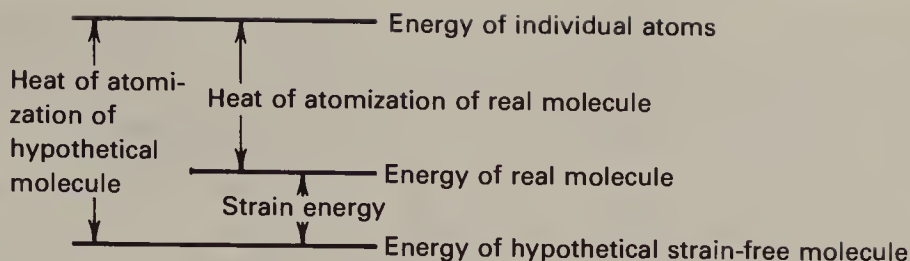 Energy of individual atoms
Heat of atomi-
zation of
hypothetical
molecule
Heat of atomization of real molecule
Energy of real molecule
Strain energy
Energy of hypothetical strain-free molecule